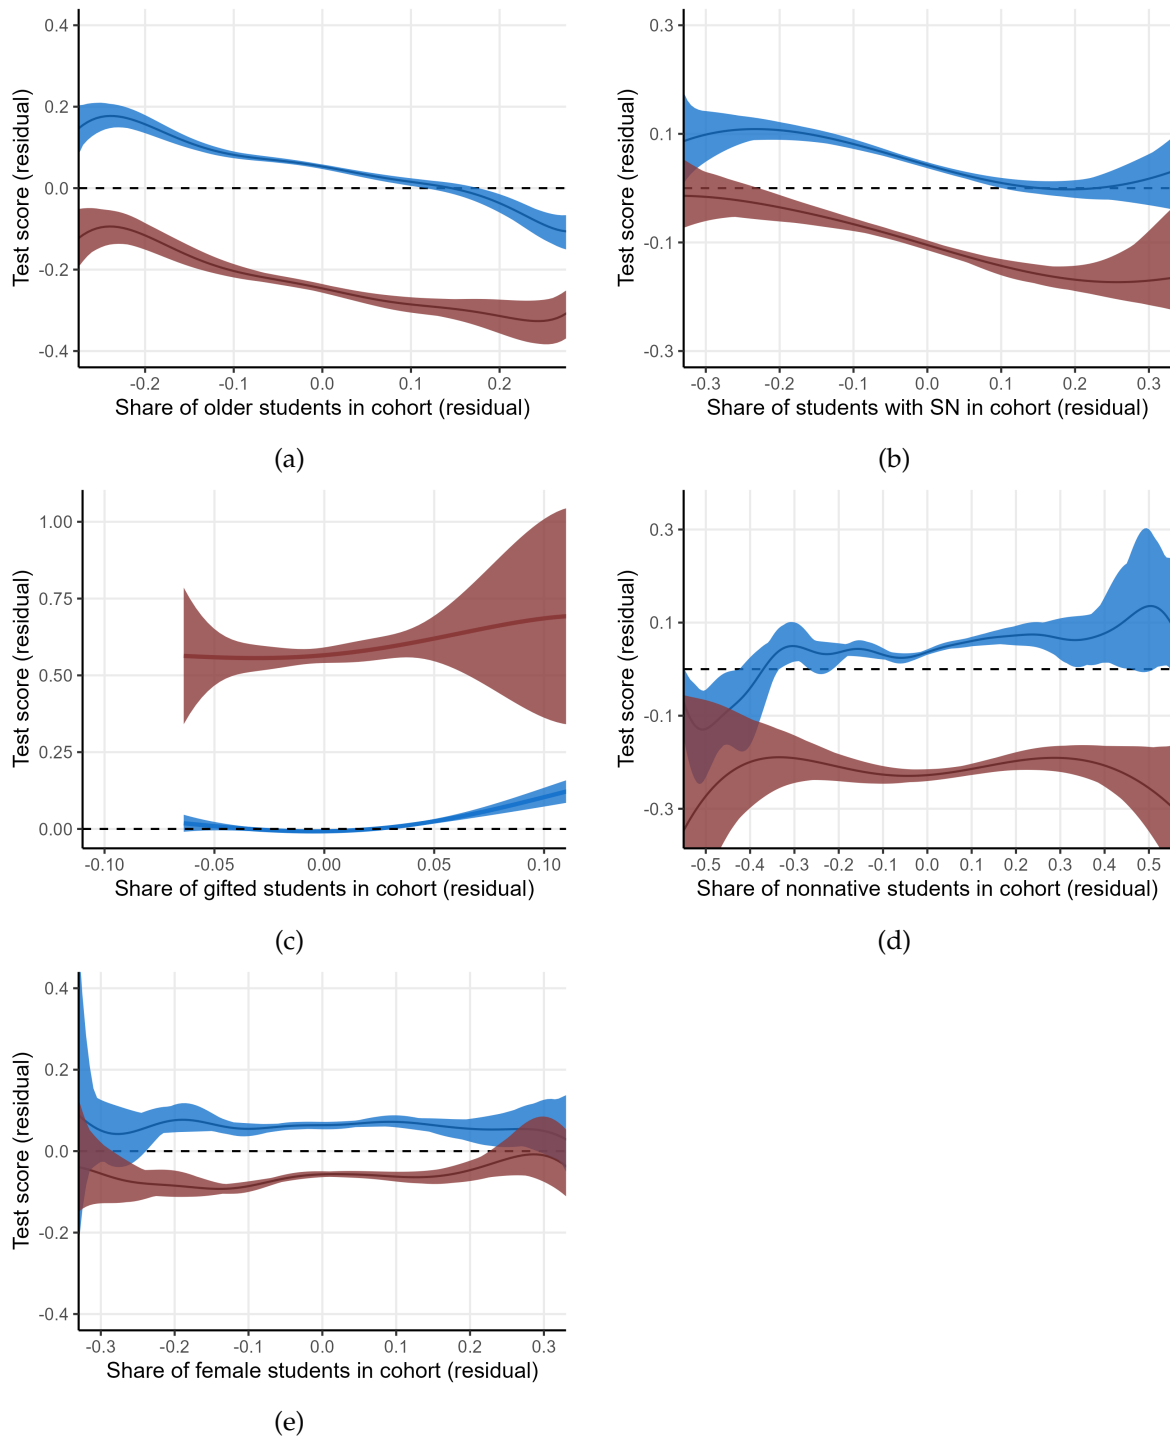 0.4
0.2
0.0
-0.2
-0.4
Test score (residual)
-0.2 -0.1 0.0 0.1 0.2
Share of older students in cohort (residual)
(a)
0.3
0.1
-0.1
-0.3
Test score (residual)
-0.3 -0.2 -0.1 0.0 0.1 0.2 0.3
Share of students with SN in cohort (residual)
(b)
1.00
0.75
0.50
0.25
0.00
Test score (residual)
-0.10 -0.05 0.00 0.05 0.10
Share of gifted students in cohort (residual)
(c)
0.3
0.1
-0.1
-0.3
Test score (residual)
-0.5 -0.4 -0.3 -0.2 -0.1 0.0 0.1 0.2 0.3 0.4 0.5
Share of nonnative students in cohort (residual)
(d)
0.4
0.2
0.0
-0.2
-0.4
Test score (residual)
-0.3 -0.2 -0.1 0.0 0.1 0.2 0.3
Share of female students in cohort (residual)
(e)